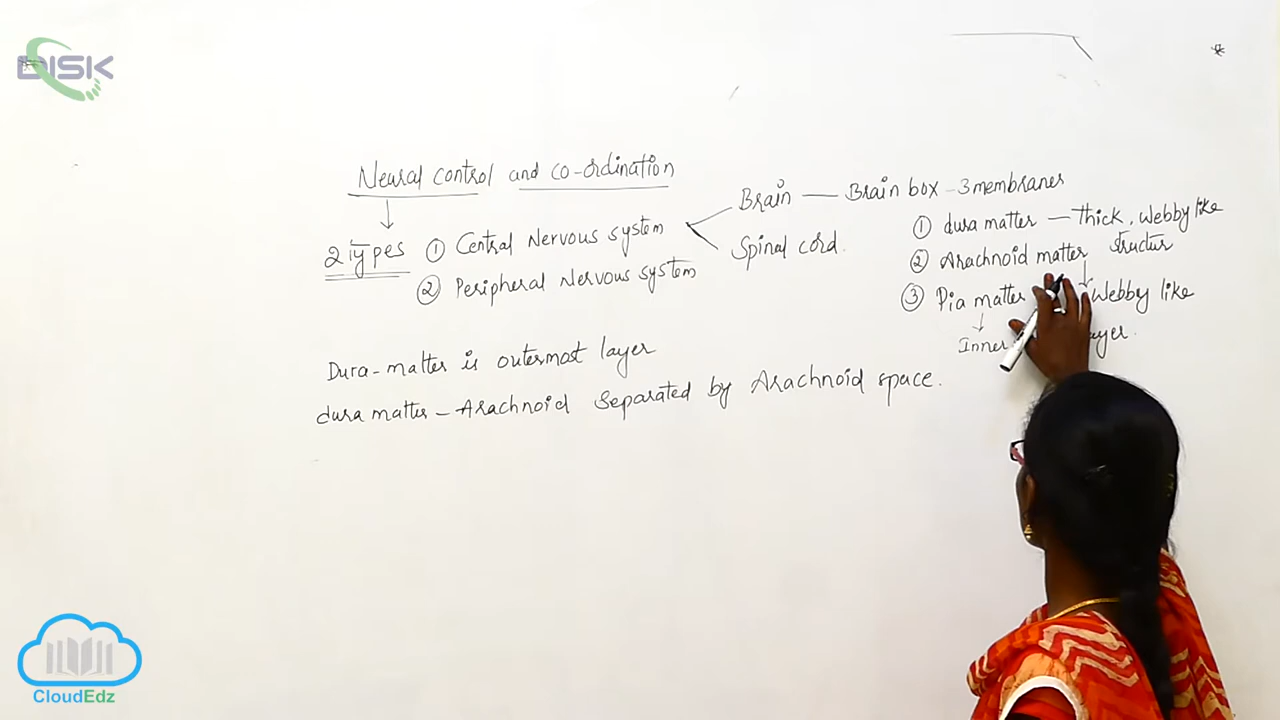 DISK
Neural control and co-ordination
2 Types ① Central Nervous system
② Peripheral Nervous system
Brain — Brain box - 3 membranes
Spinal cord.
① dura matter — Thick, Webby like structur
② Arachnoid matter
Webby like
③ Pia matter
Inner
Dura-matter is outermost layer
dura matter - Arachnoid separated by Arachnoid space.
CloudEdz